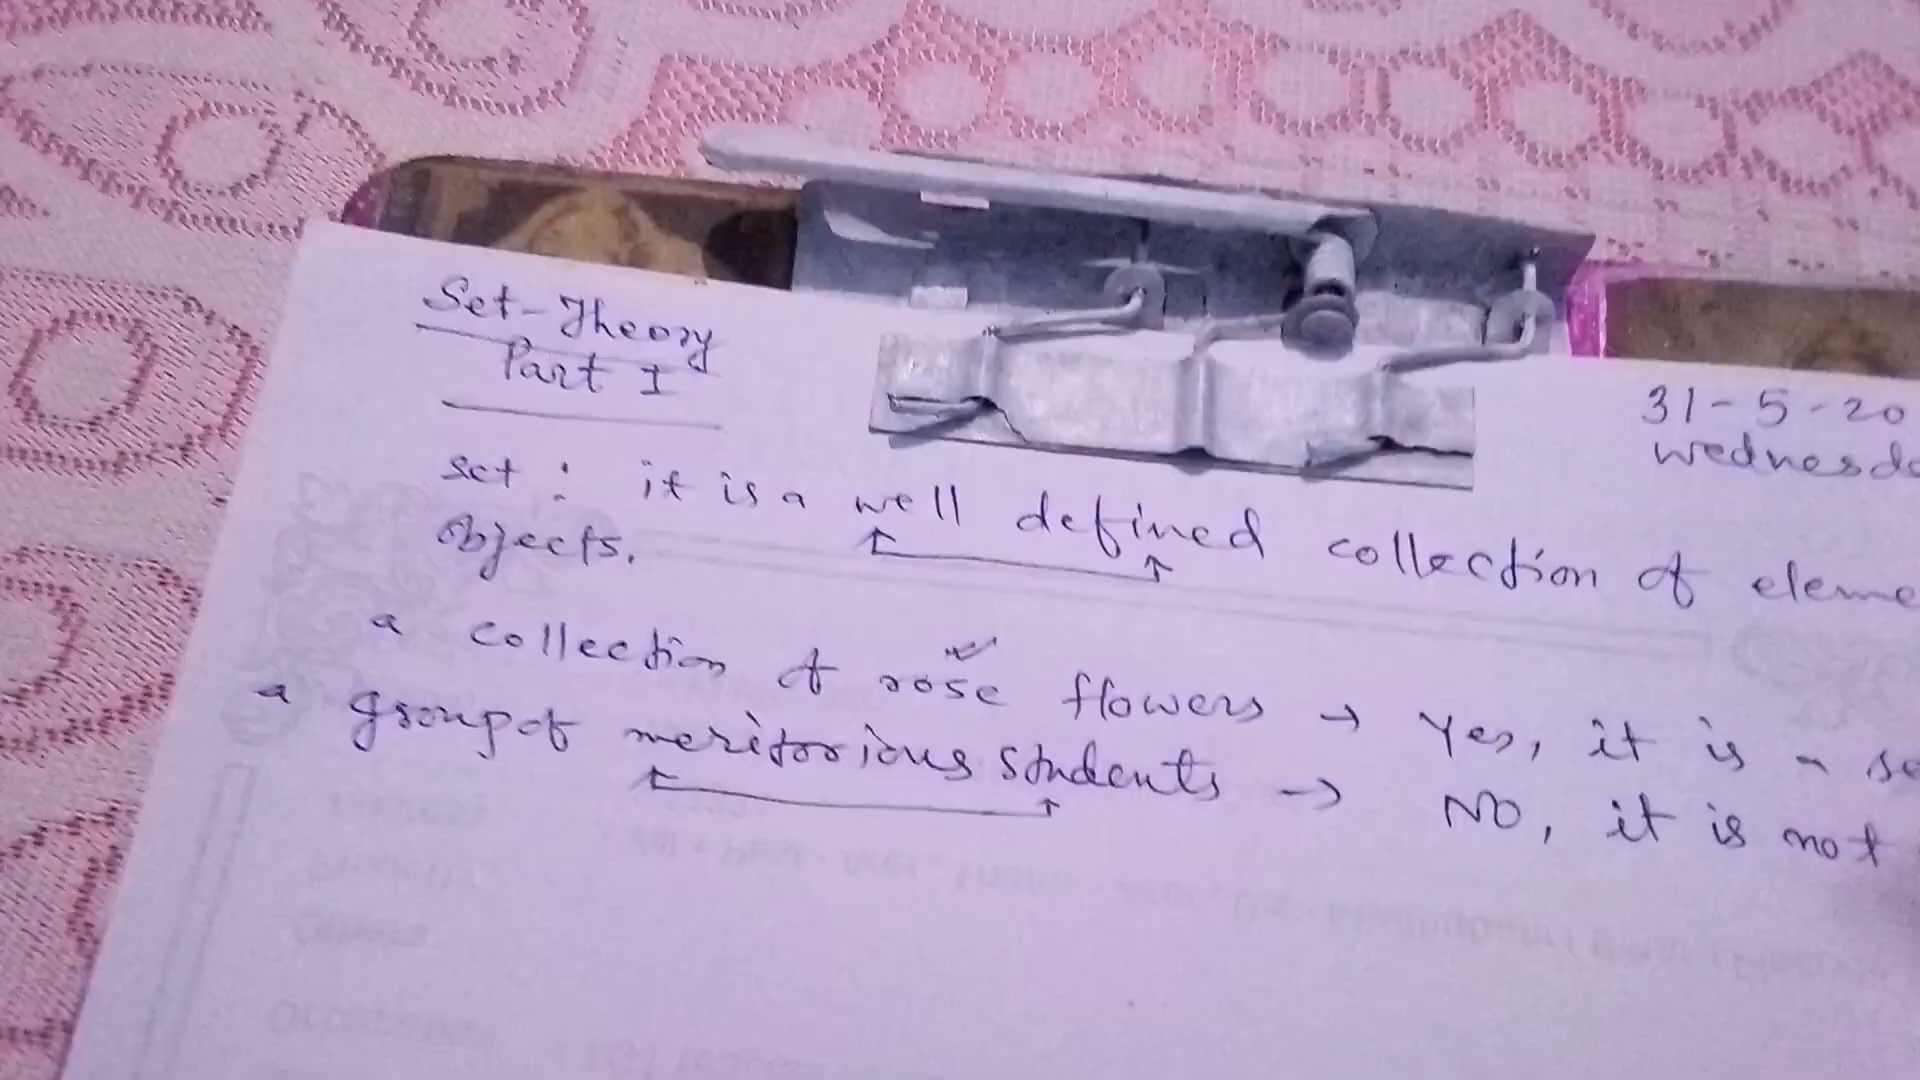 Set-Theory
Part I
31-5-20
Wednesda
set : it is a well defined collection of eleme
objects.
a collection of rose flowers → Yes, it is a se
a group of meritorious students → NO, it is not